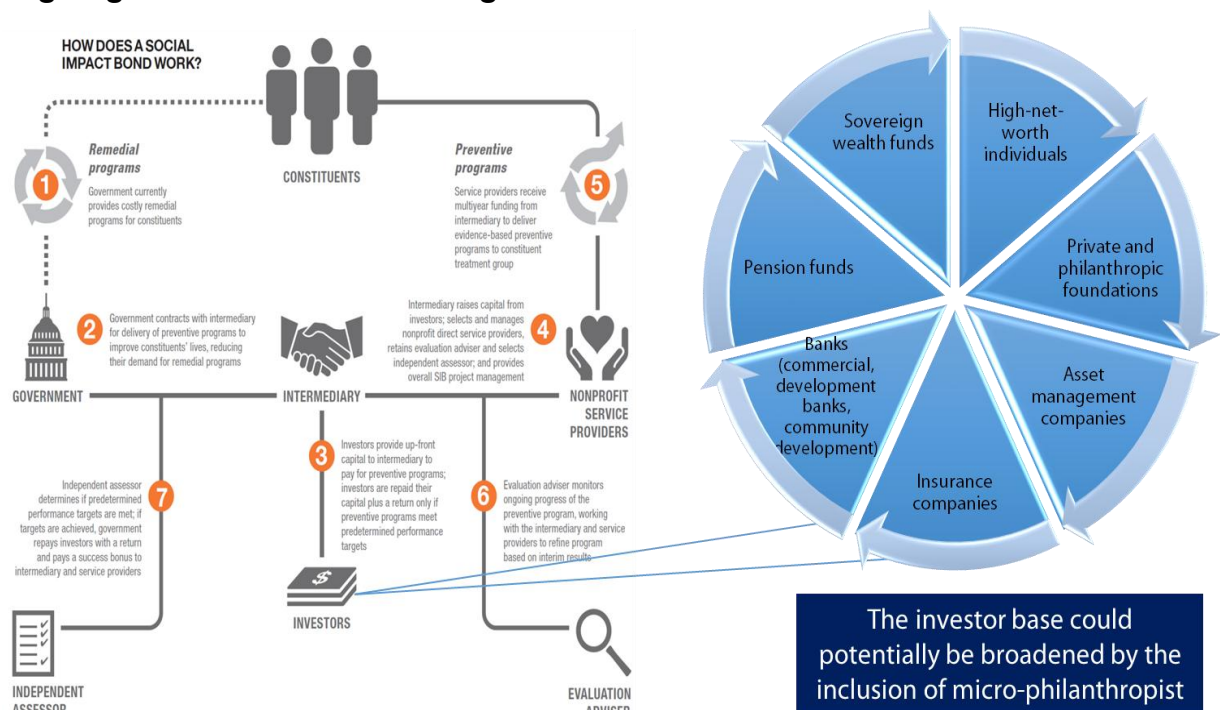 HOW DOES A SOCIAL
IMPACT BOND WORK?
CONSTITUENTS
1
Remedial
programs
Government currently
provides costly remedial
programs for constituents
Preventive
programs
Service providers receive
multiyear funding from
intermediary to deliver
evidence-based preventive
programs to constituent
treatment group
5
2
Government contracts with intermediary
for delivery of preventive programs to
improve constituents' lives, reducing
their demand for remedial programs
Intermediary raises capital from
investors; selects and manages
nonprofit direct service providers,
retains evaluation adviser and selects
independent assessor; and provides
overall SIB project management
4
GOVERNMENT
INTERMEDIARY
NONPROFIT
SERVICE
PROVIDERS
3
Investors provide up-front
capital to intermediary to
pay for preventive programs;
investors are repaid their
capital plus a return only if
preventive programs meet
predetermined performance
targets
Independent assessor
determines if predetermined
performance targets are met; if
targets are achieved, government
repays investors with a return
and pays a success bonus to
intermediary and service providers
7
6
Evaluation adviser monitors
ongoing progress of the
preventive program, working
with the intermediary and service
providers to refine program
based on interim results
$
INVESTORS
INDEPENDENT
ASSESSOR
EVALUATION
ADVISER
Sovereign
wealth funds
High-net-
worth
individuals
Pension funds
Private and
philanthropic
foundations
Banks
(commercial,
development
banks,
community
development)
Asset
management
companies
Insurance
companies
The investor base could
potentially be broadened by the
inclusion of micro-philanthropist